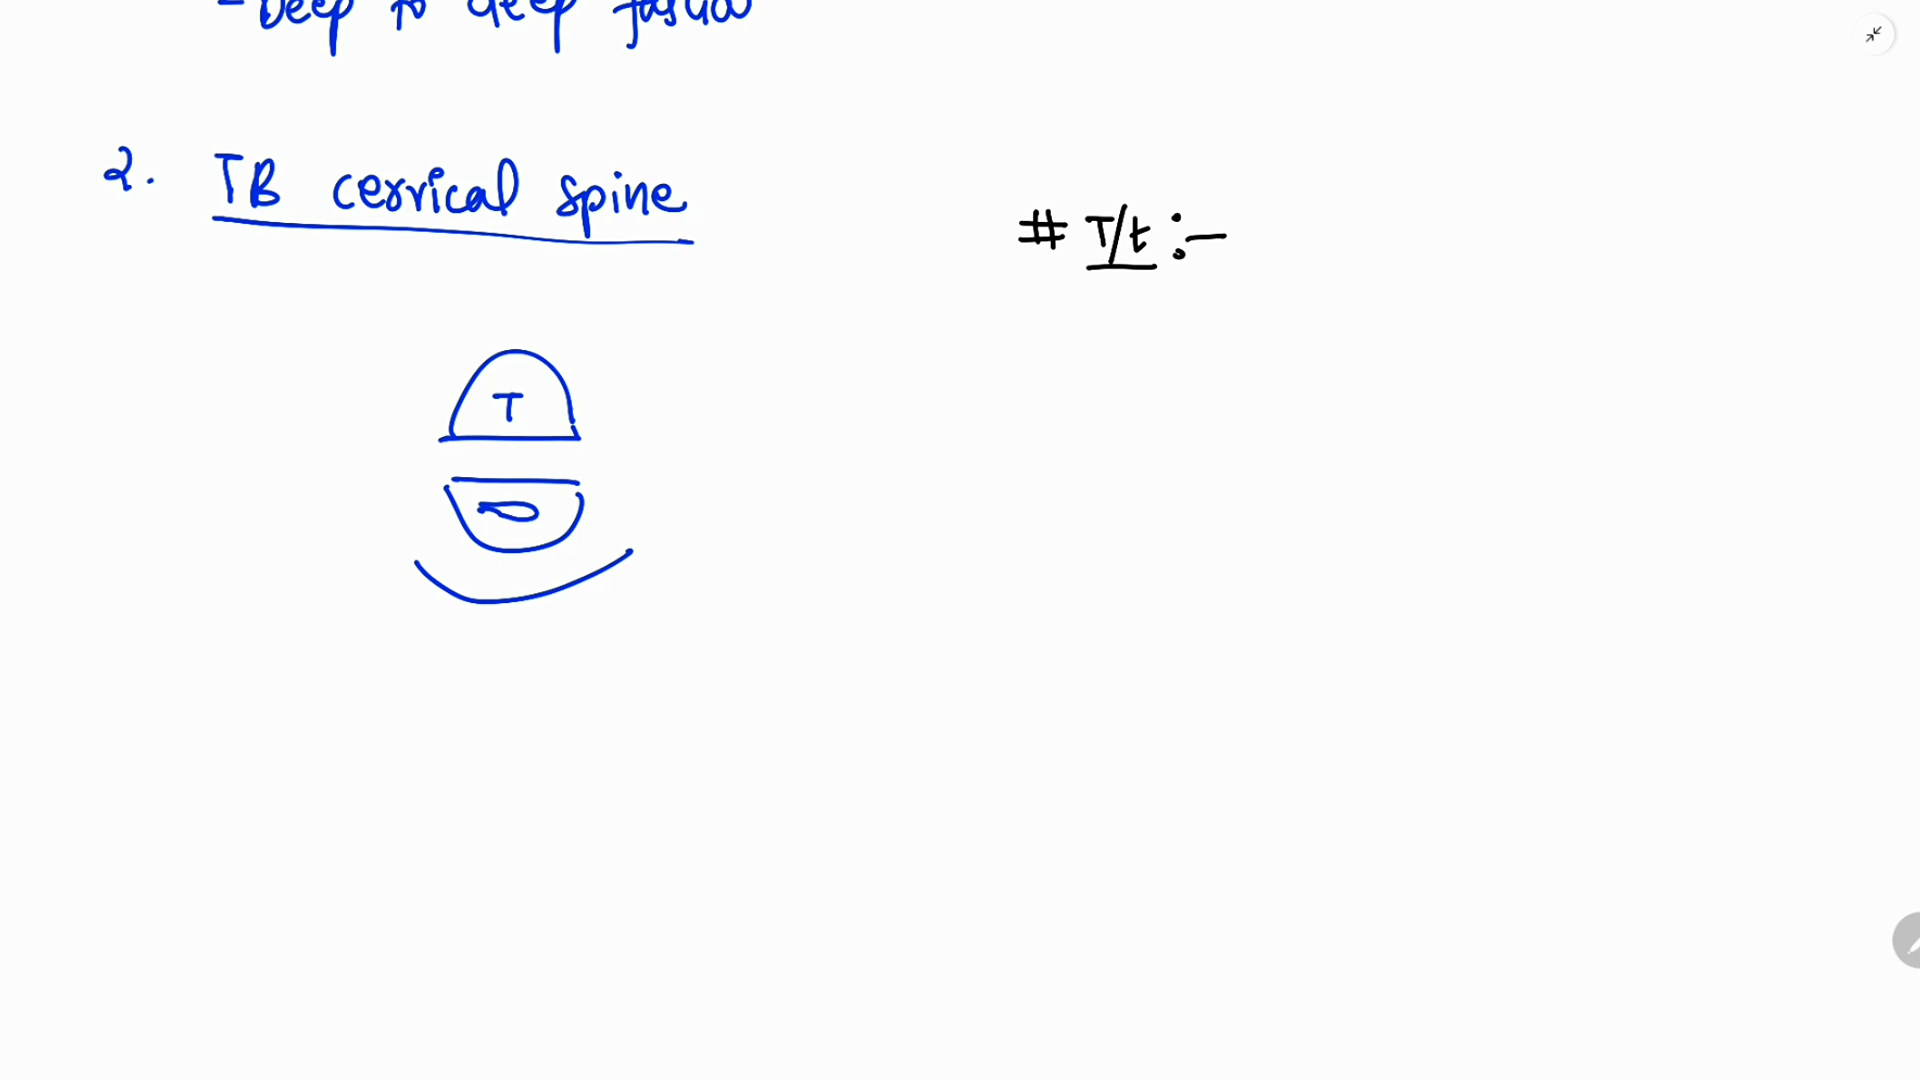 - Deep to deep fascia
2. TB cervical spine
# T/t :-
T